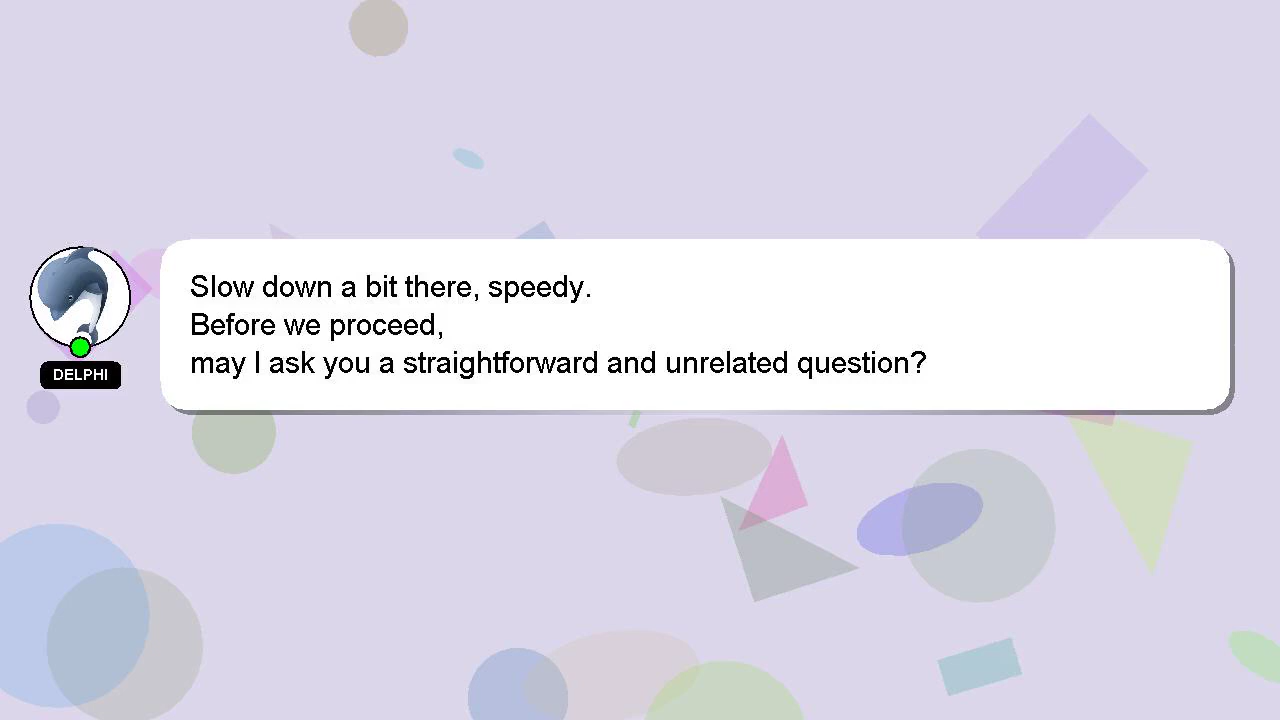 Slow down a bit there, speedy.
Before we proceed,
may I ask you a straightforward and unrelated question?
DELPHI